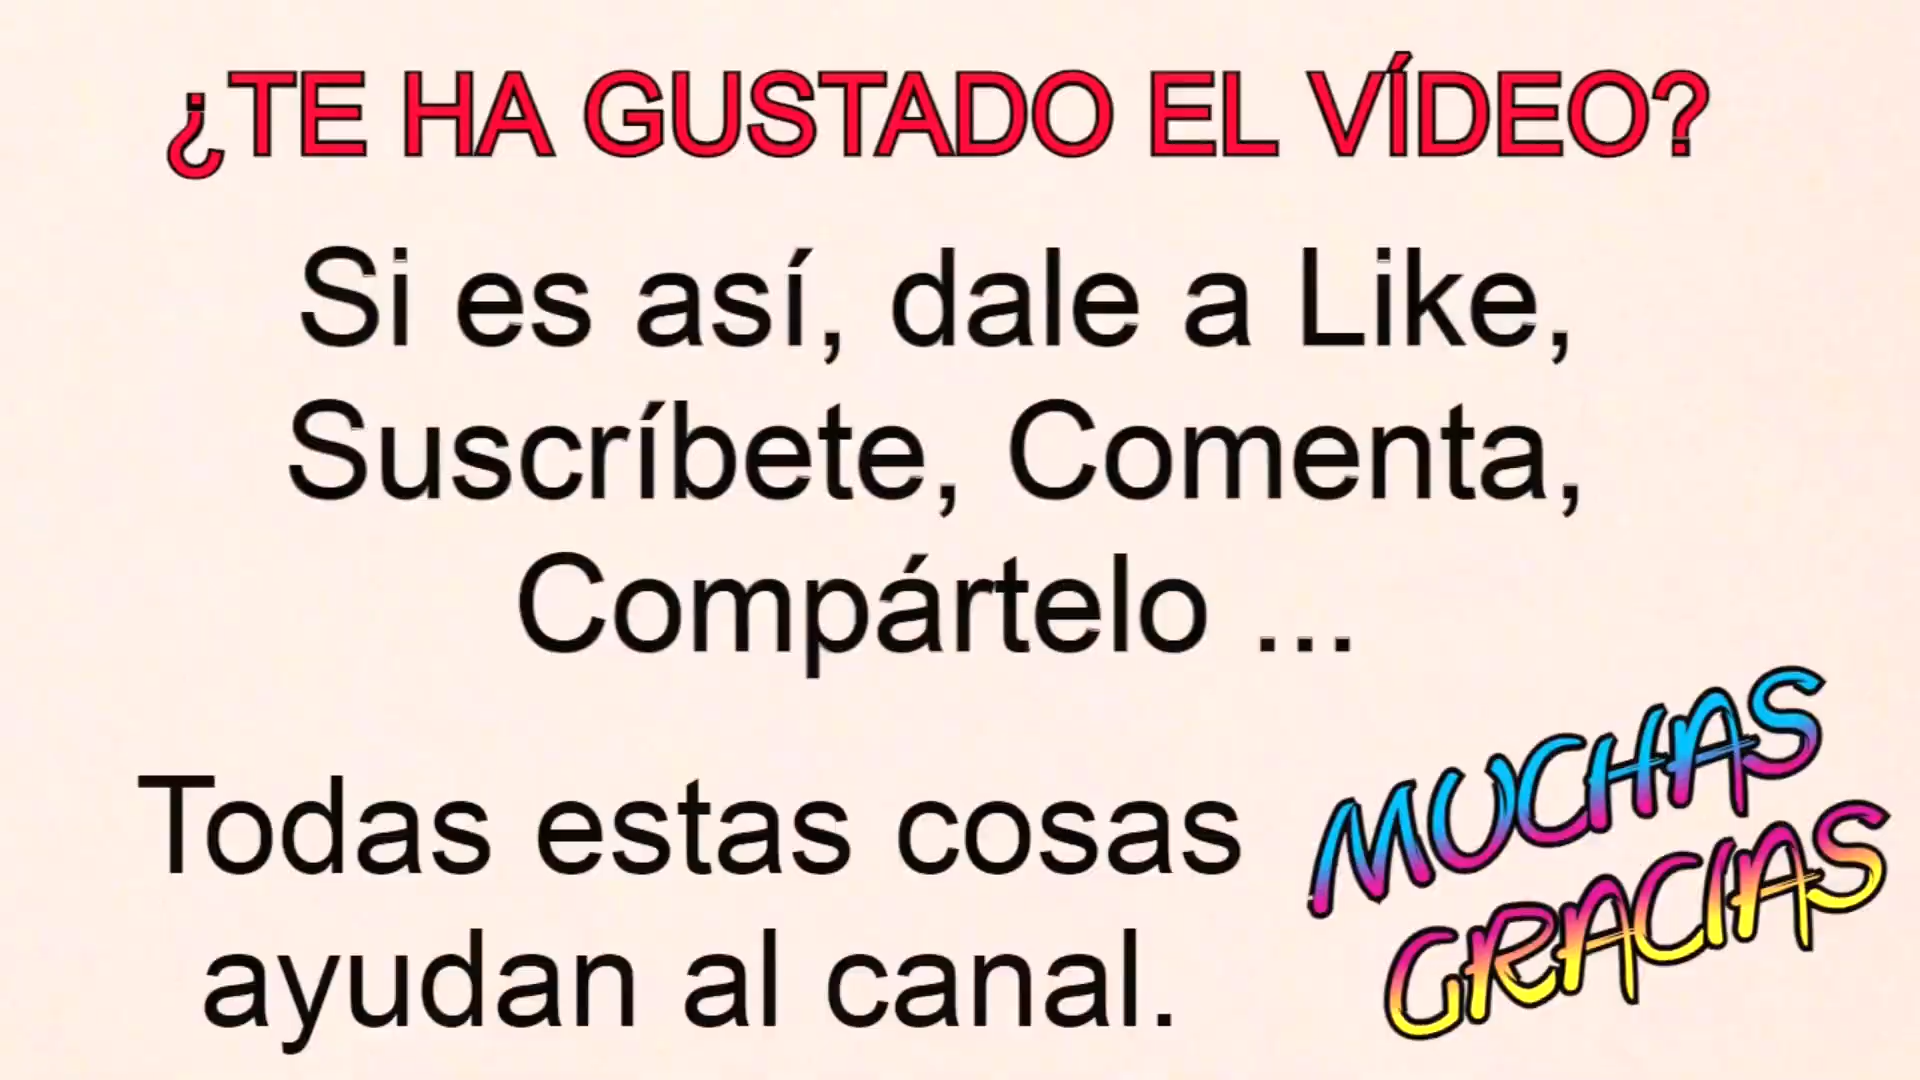 ¿TE HA GUSTADO EL VÍDEO?
Si es así, dale a Like,
Suscríbete, Comenta,
Compártelo ...
Todas estas cosas
ayudan al canal.
MUCHAS
GRACIAS